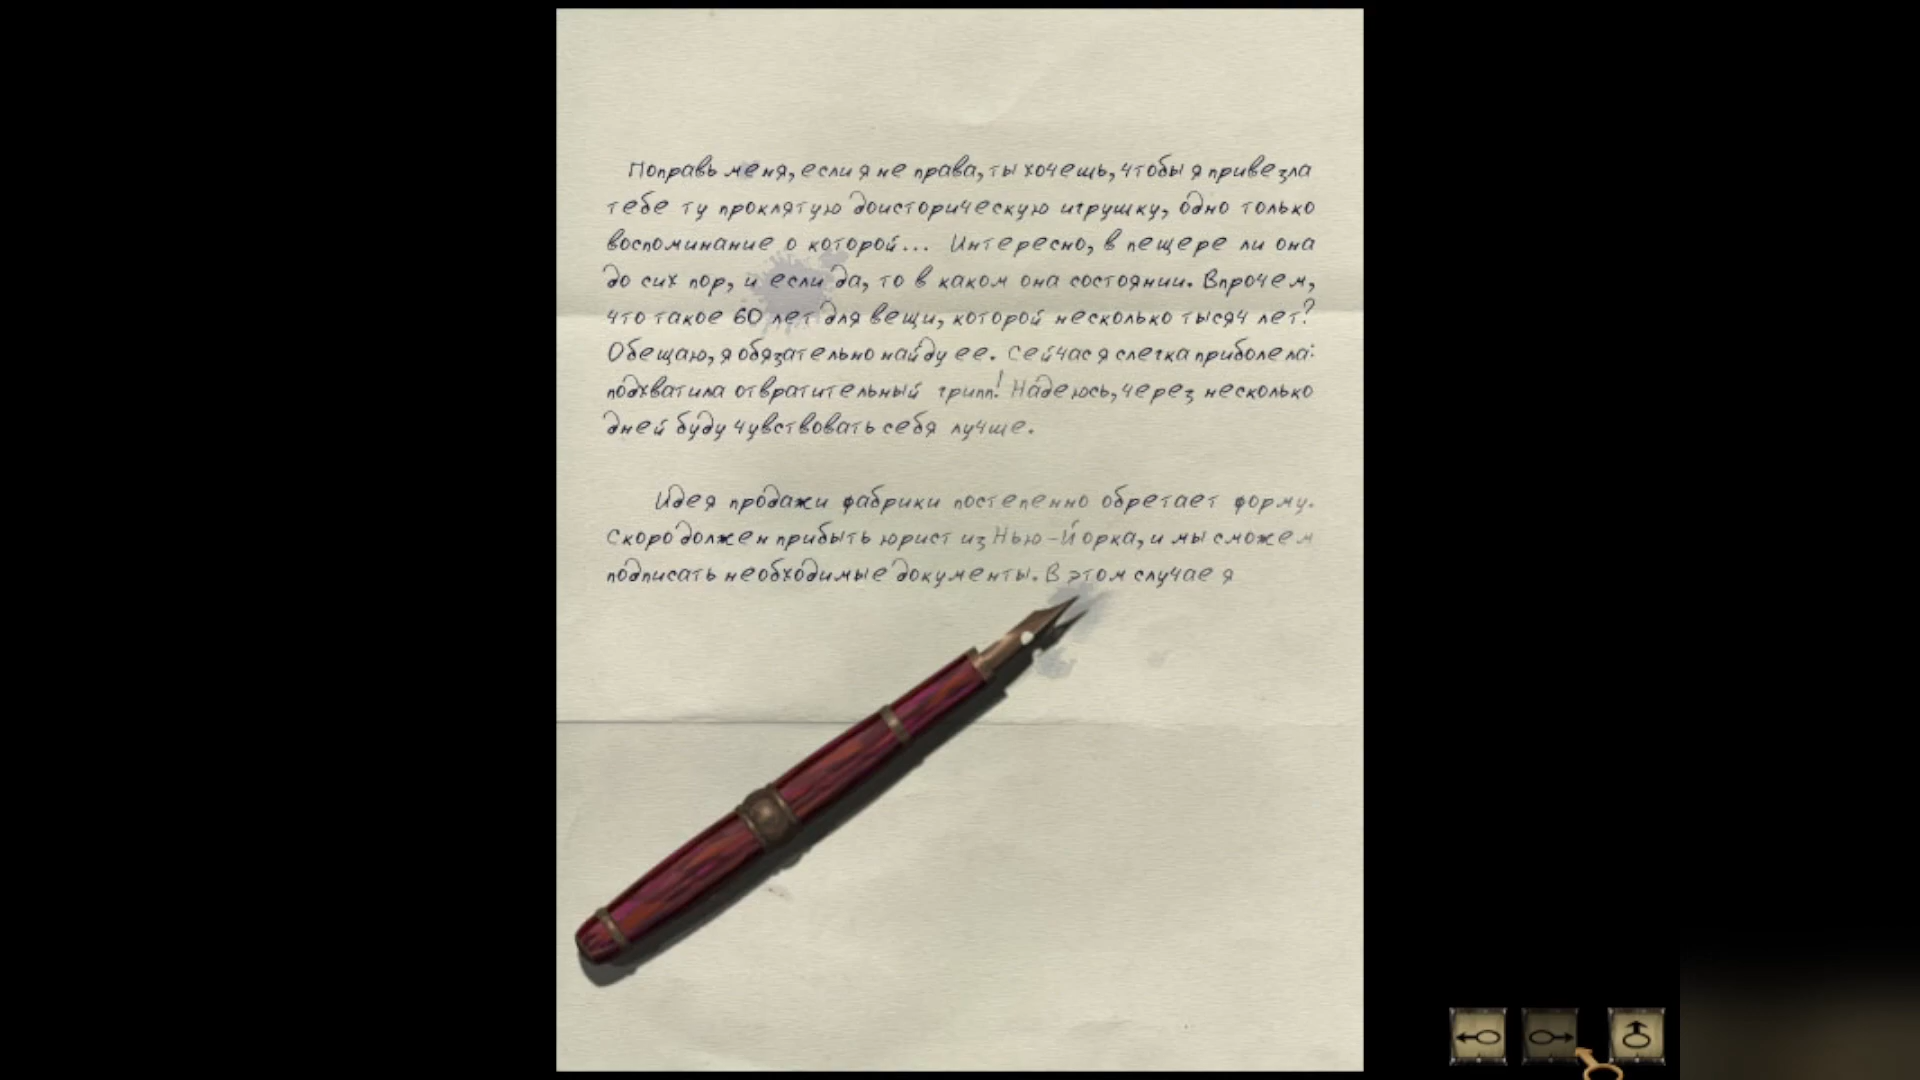 Поправь меня, если я не права, ты хочешь, чтобы я привезла
тебе ту проклятую доисторическую игрушку, одно только
воспоминание о которой... Интересно, в пещере ли она
до сих пор, и если да, то в каком она состоянии. Впрочем,
что такое 60 лет для вещи, которой несколько тысяч лет?
Обещаю, я обязательно найду ее. Сейчас я слегка приболела:
подхватила отвратительный грипп! Надеюсь, через несколько
дней буду чувствовать себя лучше.
Идея продажи фабрики постепенно обретает форму.
Скоро должен прибыть юрист из Нью-Йорка, и мы сможем
подписать необходимые документы. В этом случае я